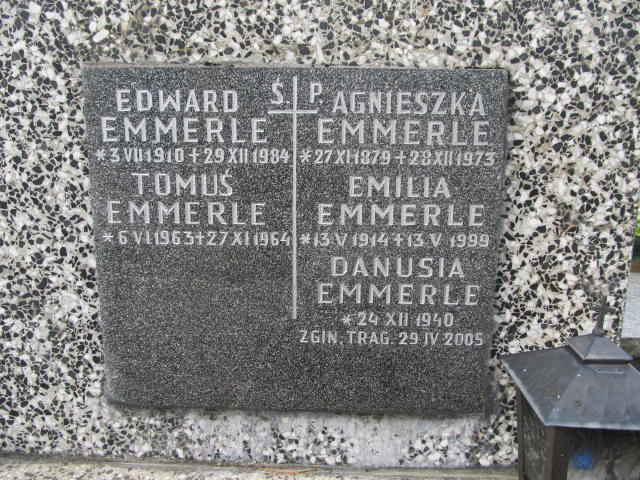 Ś. P.
EDWARD
EMMERLE
* 3 VII 1910 + 29 XII 1984
TOMUŚ
EMMERLE
* 6 VI 1963 + 27 XI 1964
AGNIESZKA
EMMERLE
* 27 XI 1879 + 28 XII 1973
EMILIA
EMMERLE
* 13 V 1914 + 13 V 1999
DANUSIA
EMMERLE
* 24 XII 1940
ZGIN. TRAG. 29 IV 2005